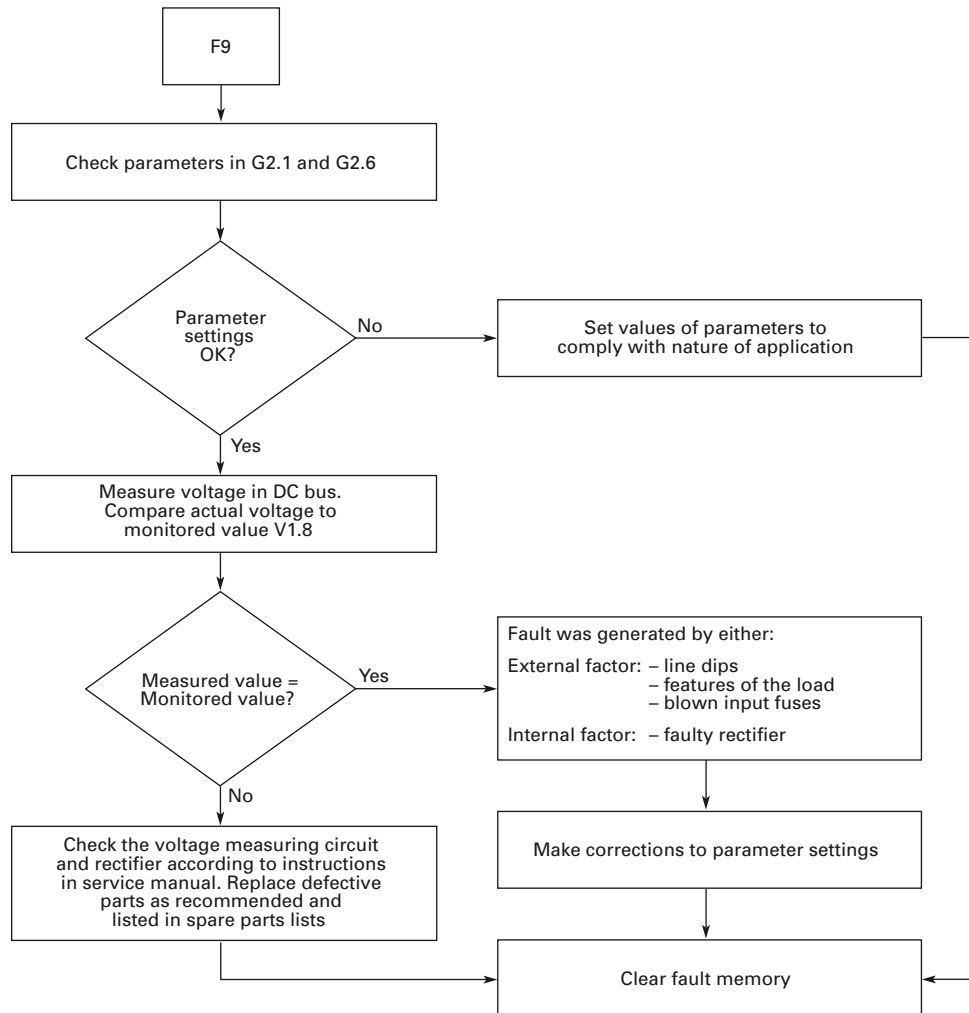 F9
Check parameters in G2.1 and G2.6
Parameter
settings
OK?
No
Set values of parameters to
comply with nature of application
Yes
Measure voltage in DC bus.
Compare actual voltage to
monitored value V1.8
Measured value =
Monitored value?
Yes
Fault was generated by either:
External factor: – line dips
– features of the load
– blown input fuses
Internal factor: – faulty rectifier
No
Check the voltage measuring circuit
and rectifier according to instructions
in service manual. Replace defective
parts as recommended and
listed in spare parts lists
Make corrections to parameter settings
Clear fault memory